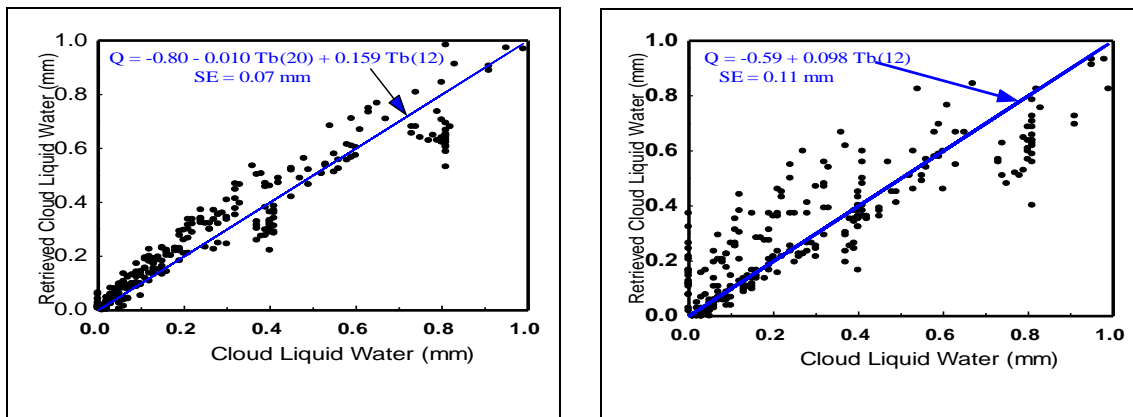 1.0
Q = -0.80 - 0.010 Tb(20) + 0.159 Tb(12)
SE = 0.07 mm
0.8
0.6
0.4
0.2
0.0
Retrieved Cloud Liquid Water (mm)
0.0 0.2 0.4 0.6 0.8 1.0
Cloud Liquid Water (mm)
1.0
Q = -0.59 + 0.098 Tb(12)
SE = 0.11 mm
0.8
0.6
0.4
0.2
0.0
Retrieved Cloud Liquid Water (mm)
0.0 0.2 0.4 0.6 0.8 1.0
Cloud Liquid Water (mm)